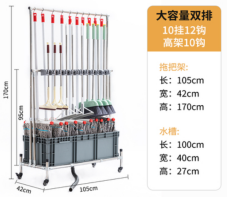 大容量双排
10挂12钩
高架10钩
拖把架:
长：105cm
宽：42cm
高：170cm
水槽：
长：100cm
宽：40cm
高：27cm
170cm
95cm
42cm
105cm